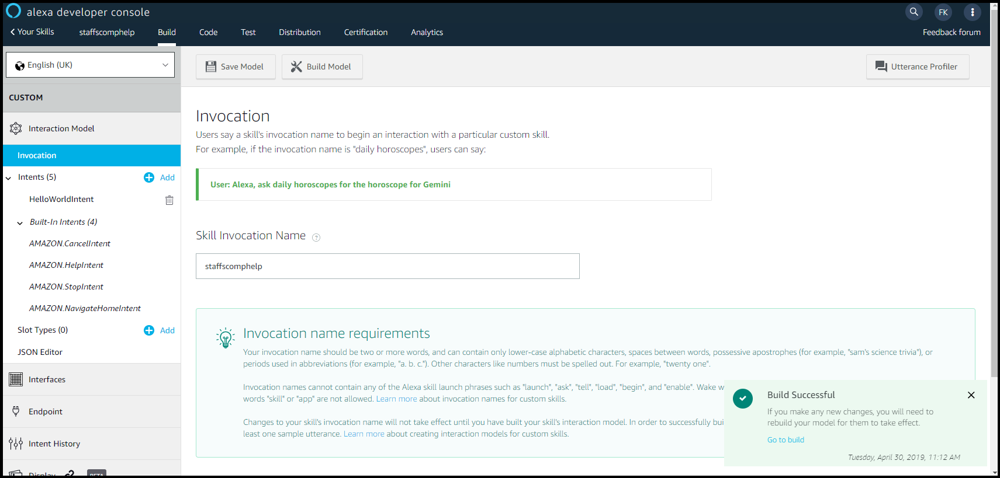 alexa developer console
FK
Your Skills
staffscomphelp
Build
Code
Test
Distribution
Certification
Analytics
Feedback forum
English (UK)
Save Model
Build Model
Utterance Profiler
CUSTOM
Interaction Model
Invocation
Intents (5)
Add
HelloWorldIntent
Built-In Intents (4)
AMAZON.CancelIntent
AMAZON.HelpIntent
AMAZON.StopIntent
AMAZON.NavigateHomeIntent
Slot Types (0)
Add
JSON Editor
Interfaces
Endpoint
Intent History
Display
BETA
Invocation
Users say a skill's invocation name to begin an interaction with a particular custom skill.
For example, if the invocation name is "daily horoscopes", users can say:
User: Alexa, ask daily horoscopes for the horoscope for Gemini
Skill Invocation Name ?
staffscomphelp
Invocation name requirements
Your invocation name should be two or more words, and can contain only lower-case alphabetic characters, spaces between words, possessive apostrophes (for example, "sam's science trivia"), or
periods used in abbreviations (for example, "a. b. c."). Other characters like numbers must be spelled out. For example, "twenty one".
Invocation names cannot contain any of the Alexa skill launch phrases such as "launch", "ask", "tell", "load", "begin", and "enable". Wake w
words "skill" or "app" are not allowed. Learn more about invocation names for custom skills.
Changes to your skill's invocation name will not take effect until you have built your skill's interaction model. In order to successfully bui
least one sample utterance. Learn more about creating interaction models for custom skills.
Build Successful
If you make any new changes, you will need to
rebuild your model for them to take effect.
Go to build
Tuesday, April 30, 2019, 11:12 AM